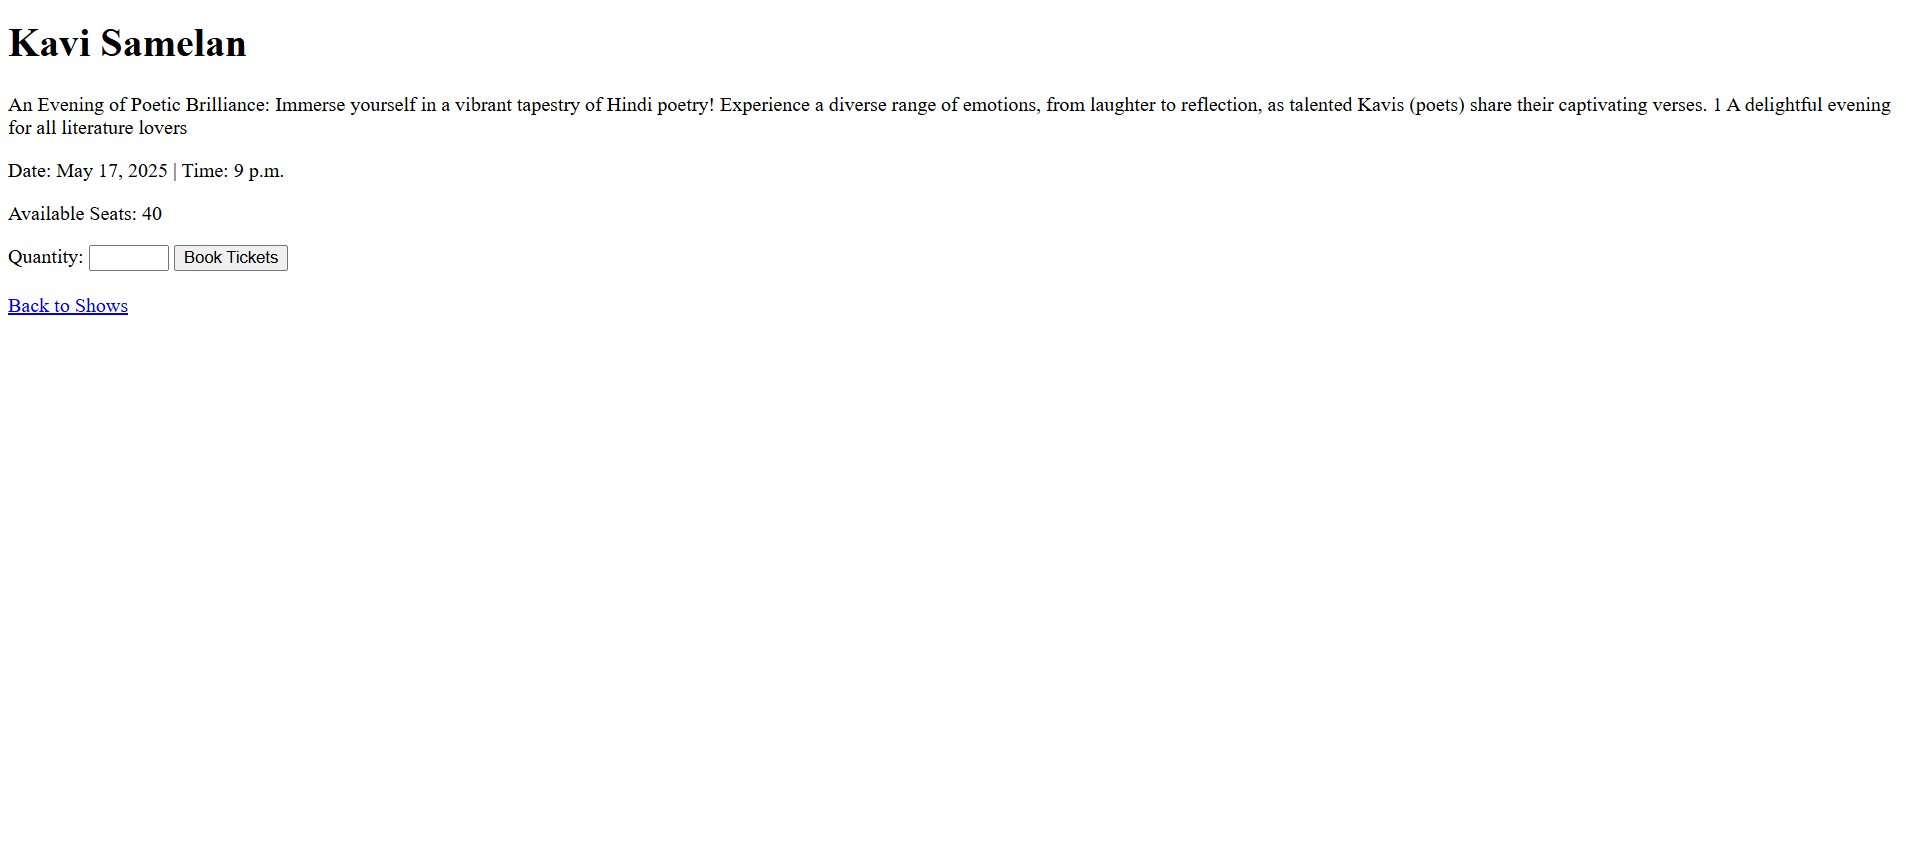 Kavi Samelan
An Evening of Poetic Brilliance: Immerse yourself in a vibrant tapestry of Hindi poetry! Experience a diverse range of emotions, from laughter to reflection, as talented Kavis (poets) share their captivating verses. 1 A delightful evening
for all literature lovers
Date: May 17, 2025 | Time: 9 p.m.
Available Seats: 40
Quantity: Book Tickets
Back to Shows